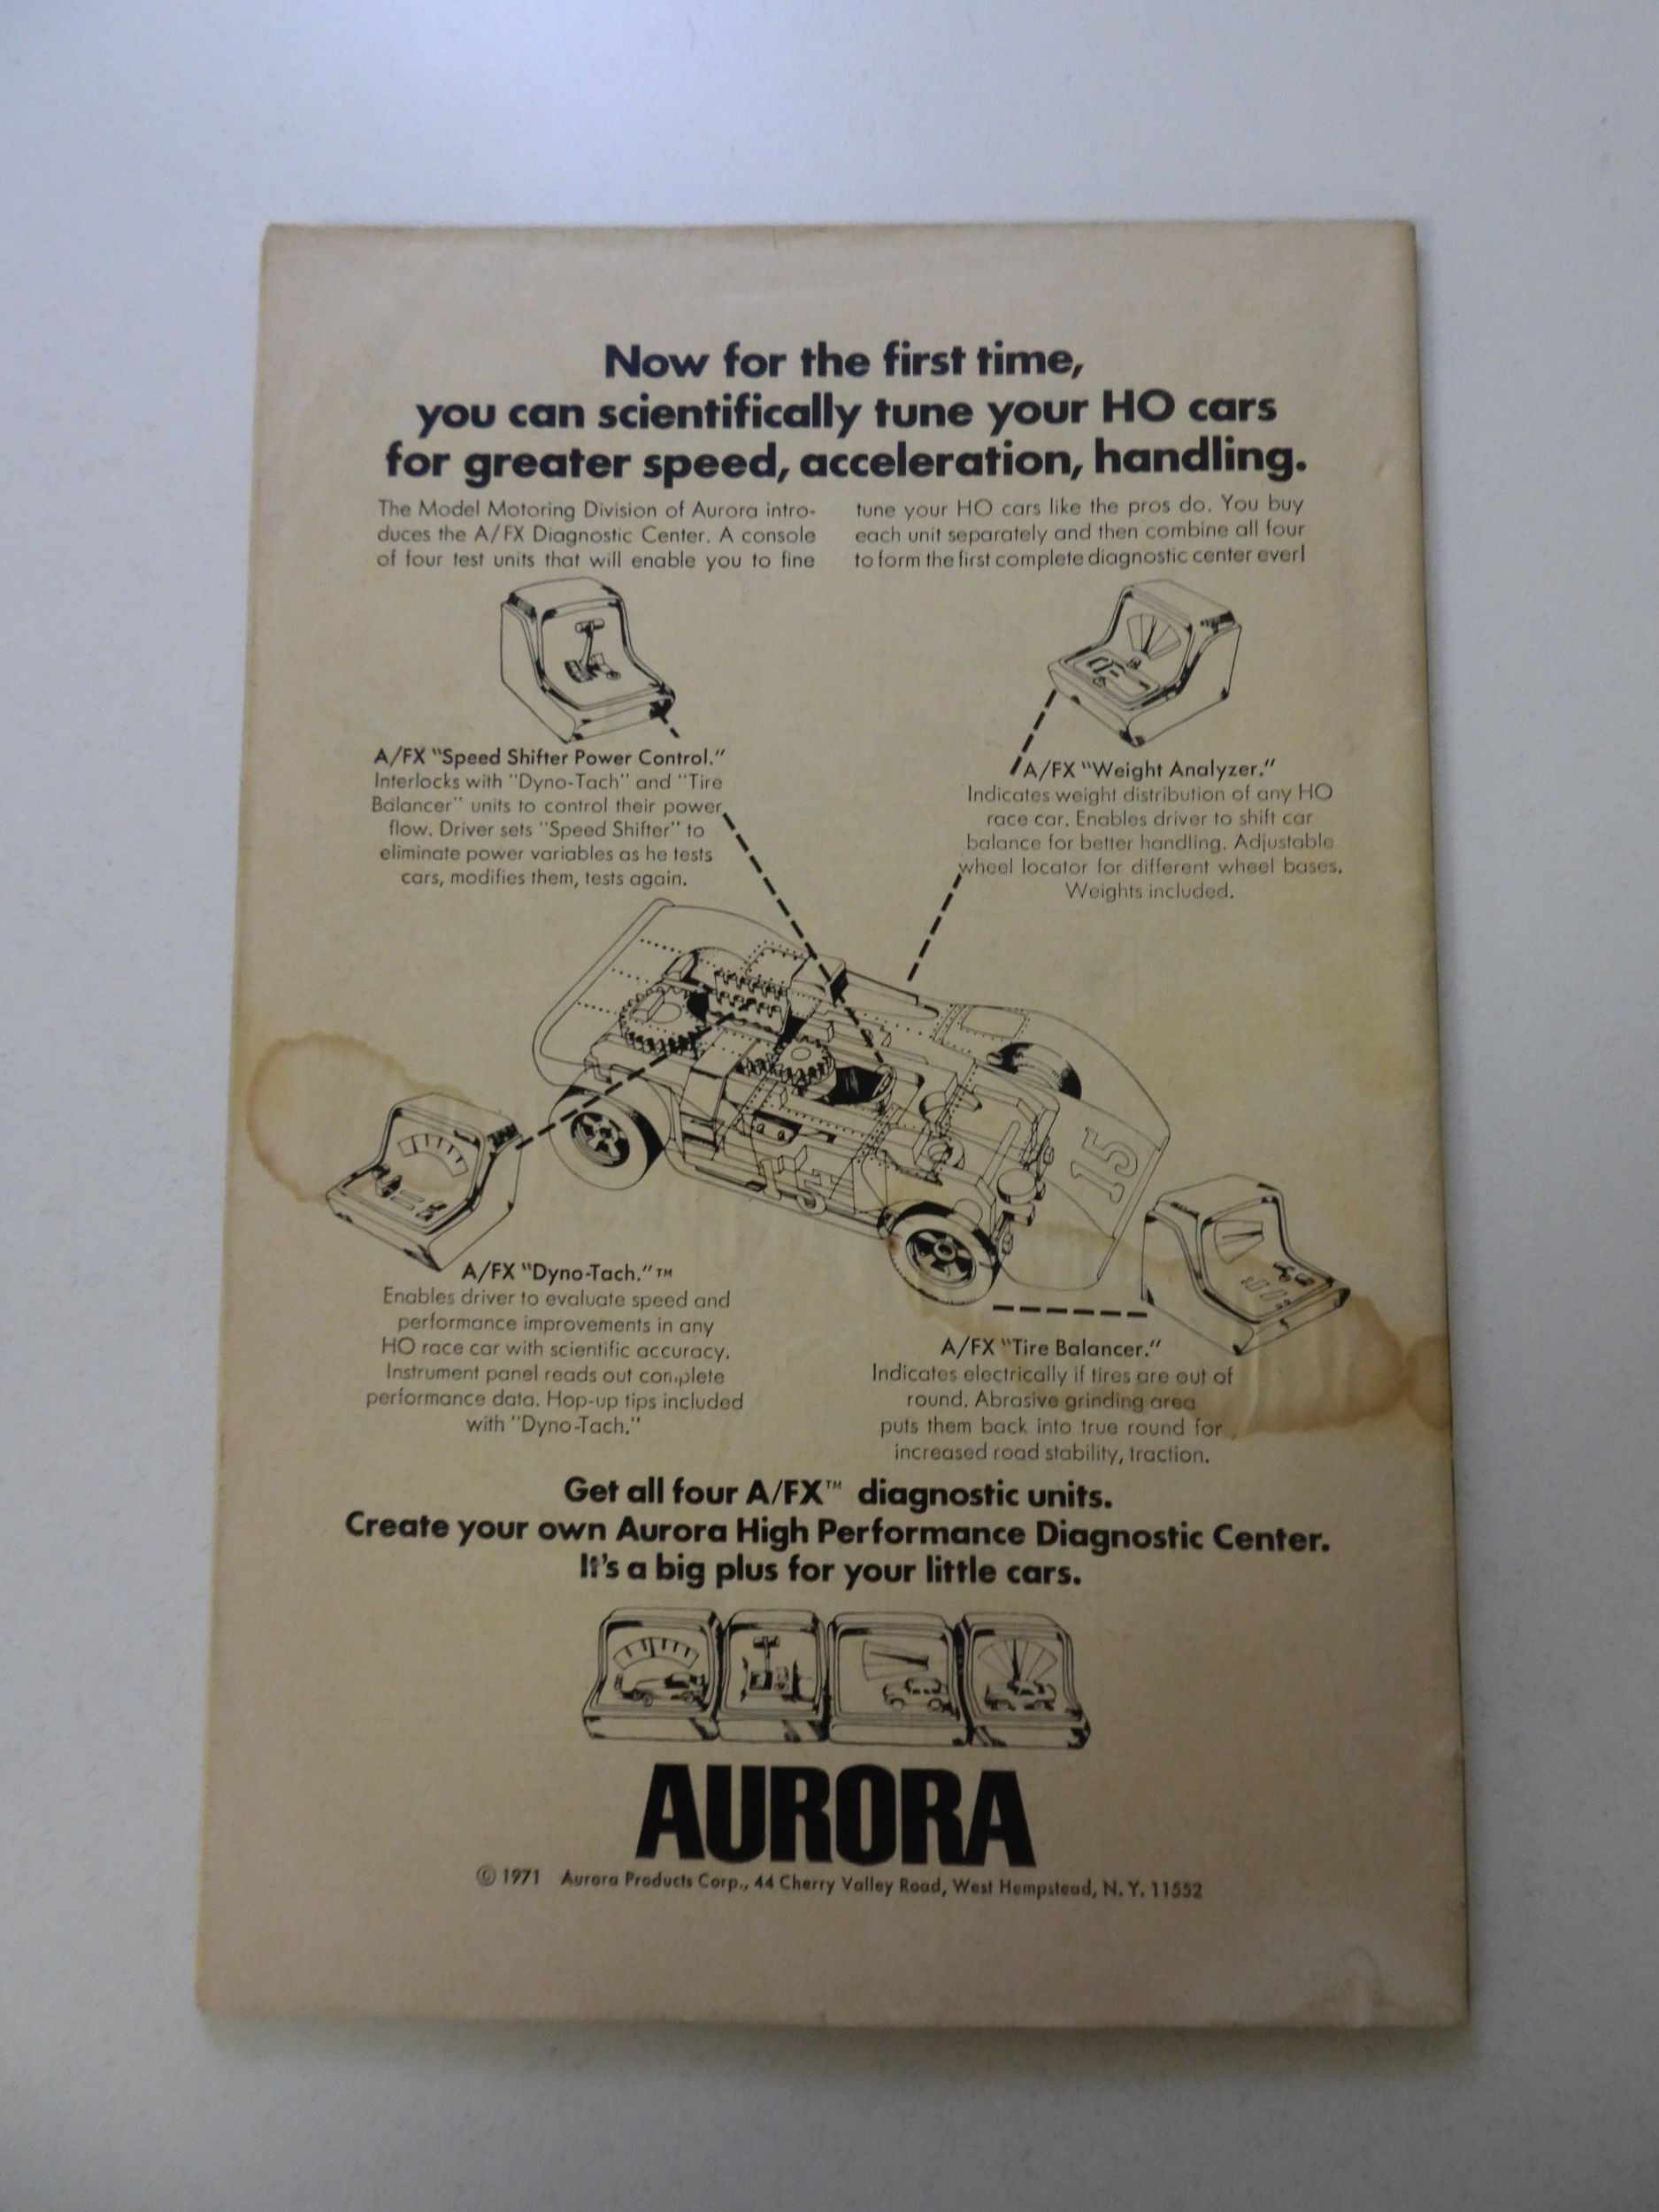 Now for the first time,
you can scientifically tune your HO cars
for greater speed, acceleration, handling.
The Model Motoring Division of Aurora intro-
duces the A/FX Diagnostic Center. A console
of four test units that will enable you to fine
tune your HO cars like the pros do. You buy
each unit separately and then combine all four
to form the first complete diagnostic center ever!
A/FX "Speed Shifter Power Control."
Interlocks with "Dyno-Tach" and "Tire
Balancer" units to control their power
flow. Driver sets "Speed Shifter" to
eliminate power variables as he tests
cars, modifies them, tests again.
A/FX "Weight Analyzer."
Indicates weight distribution of any HO
race car. Enables driver to shift car
balance for better handling. Adjustable
wheel locator for different wheel bases.
Weights included.
15
A/FX "Dyno-Tach."™
Enables driver to evaluate speed and
performance improvements in any
HO race car with scientific accuracy.
Instrument panel reads out complete
performance data. Hop-up tips included
with "Dyno-Tach."
A/FX "Tire Balancer."
Indicates electrically if tires are out of
round. Abrasive grinding area
puts them back into true round for
increased road stability, traction.
Get all four A/FX™ diagnostic units.
Create your own Aurora High Performance Diagnostic Center.
It's a big plus for your little cars.
AURORA
© 1971 Aurora Products Corp., 44 Cherry Valley Road, West Hempstead, N. Y. 11552